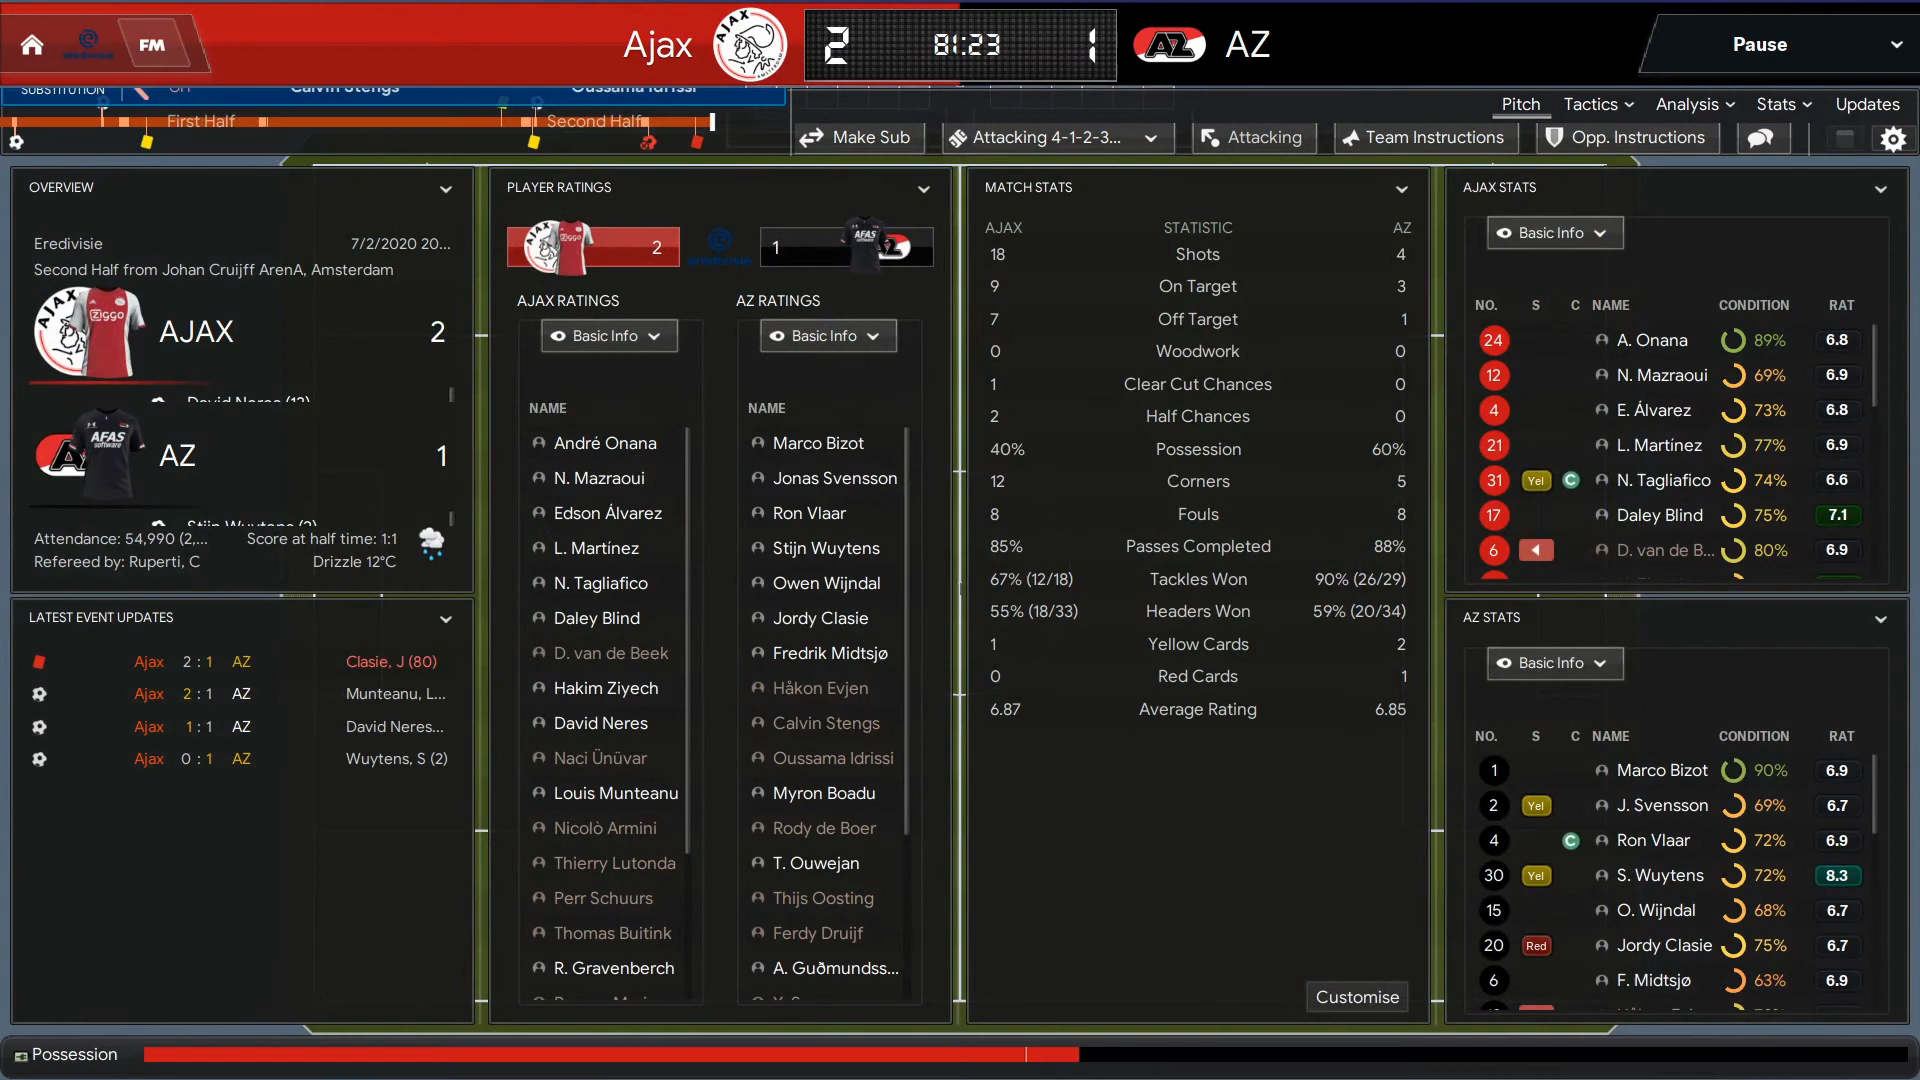 FM
Ajax
2
81:23
1
AZ
Pause
SUBSTITUTION
Calvin Stengs
Oussama Idrissi
First Half
Second Half
Pitch
Tactics
Analysis
Stats
Updates
Make Sub
Attacking 4-1-2-3...
Attacking
Team Instructions
Opp. Instructions
OVERVIEW
Eredivisie
7/2/2020 20...
Second Half from Johan Cruijff ArenA, Amsterdam
AJAX
2
David Neres (13)
AZ
1
Stijn Wuytens (2)
Attendance: 54,990 (2,...
Score at half time: 1:1
Refereed by: Ruperti, C
Drizzle 12°C
LATEST EVENT UPDATES
Ajax 2 : 1 AZ Clasie, J (80)
Ajax 2 : 1 AZ Munteanu, L...
Ajax 1 : 1 AZ David Neres...
Ajax 0 : 1 AZ Wuytens, S (2)
PLAYER RATINGS
2
1
AJAX RATINGS
Basic Info
NAME
André Onana
N. Mazraoui
Edson Álvarez
L. Martínez
N. Tagliafico
Daley Blind
D. van de Beek
Hakim Ziyech
David Neres
Naci Ünüvar
Louis Munteanu
Nicolò Armini
Thierry Lutonda
Perr Schuurs
Thomas Buitink
R. Gravenberch
AZ RATINGS
Basic Info
NAME
Marco Bizot
Jonas Svensson
Ron Vlaar
Stijn Wuytens
Owen Wijndal
Jordy Clasie
Fredrik Midtsjø
Håkon Evjen
Calvin Stengs
Oussama Idrissi
Myron Boadu
Rody de Boer
T. Ouwejan
Thijs Oosting
Ferdy Druijf
A. Guðmundss...
MATCH STATS
AJAX STATISTIC AZ
18 Shots 4
9 On Target 3
7 Off Target 1
0 Woodwork 0
1 Clear Cut Chances 0
2 Half Chances 0
40% Possession 60%
12 Corners 5
8 Fouls 8
85% Passes Completed 88%
67% (12/18) Tackles Won 90% (26/29)
55% (18/33) Headers Won 59% (20/34)
1 Yellow Cards 2
0 Red Cards 1
6.87 Average Rating 6.85
Customise
AJAX STATS
Basic Info
NO. S C NAME CONDITION RAT
24 A. Onana 89% 6.8
12 N. Mazraoui 69% 6.9
4 E. Álvarez 73% 6.8
21 L. Martínez 77% 6.9
31 Yel C N. Tagliafico 74% 6.6
17 Daley Blind 75% 7.1
6 D. van de B... 80% 6.9
AZ STATS
Basic Info
NO. S C NAME CONDITION RAT
1 Marco Bizot 90% 6.9
2 Yel J. Svensson 69% 6.7
4 C Ron Vlaar 72% 6.9
30 Yel S. Wuytens 72% 8.3
15 O. Wijndal 68% 6.7
20 Red Jordy Clasie 75% 6.7
6 F. Midtsjø 63% 6.9
Possession